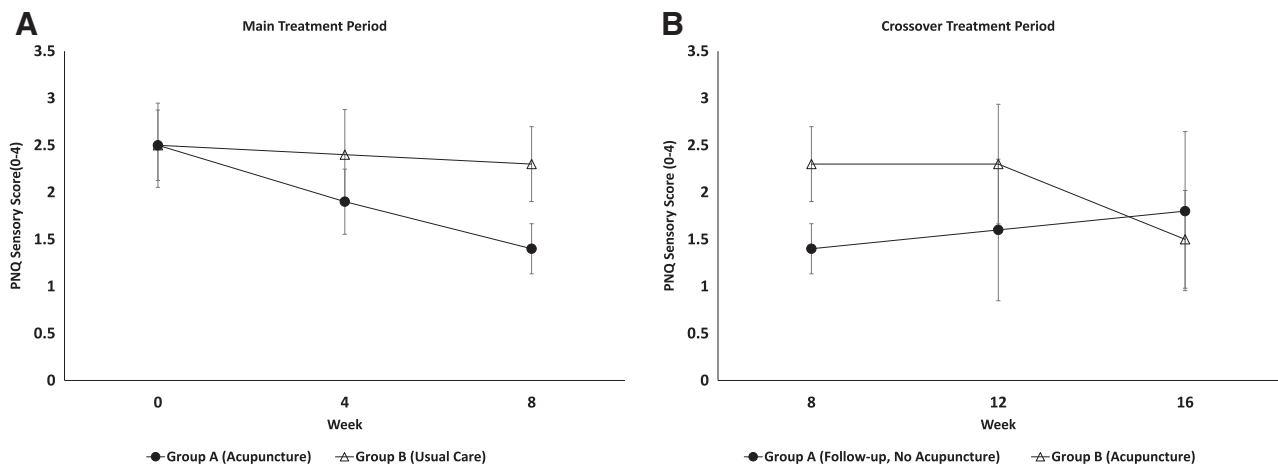 A
Main Treatment Period
PNQ Sensory Score(0-4)
3.5
3
2.5
2
1.5
1
0.5
0
0 4 8
Week
Group A (Acupuncture) Group B (Usual Care)
B
Crossover Treatment Period
PNQ Sensory Score (0-4)
3.5
3
2.5
2
1.5
1
0.5
0
8 12 16
Week
Group A (Follow-up, No Acupuncture) Group B (Acupuncture)